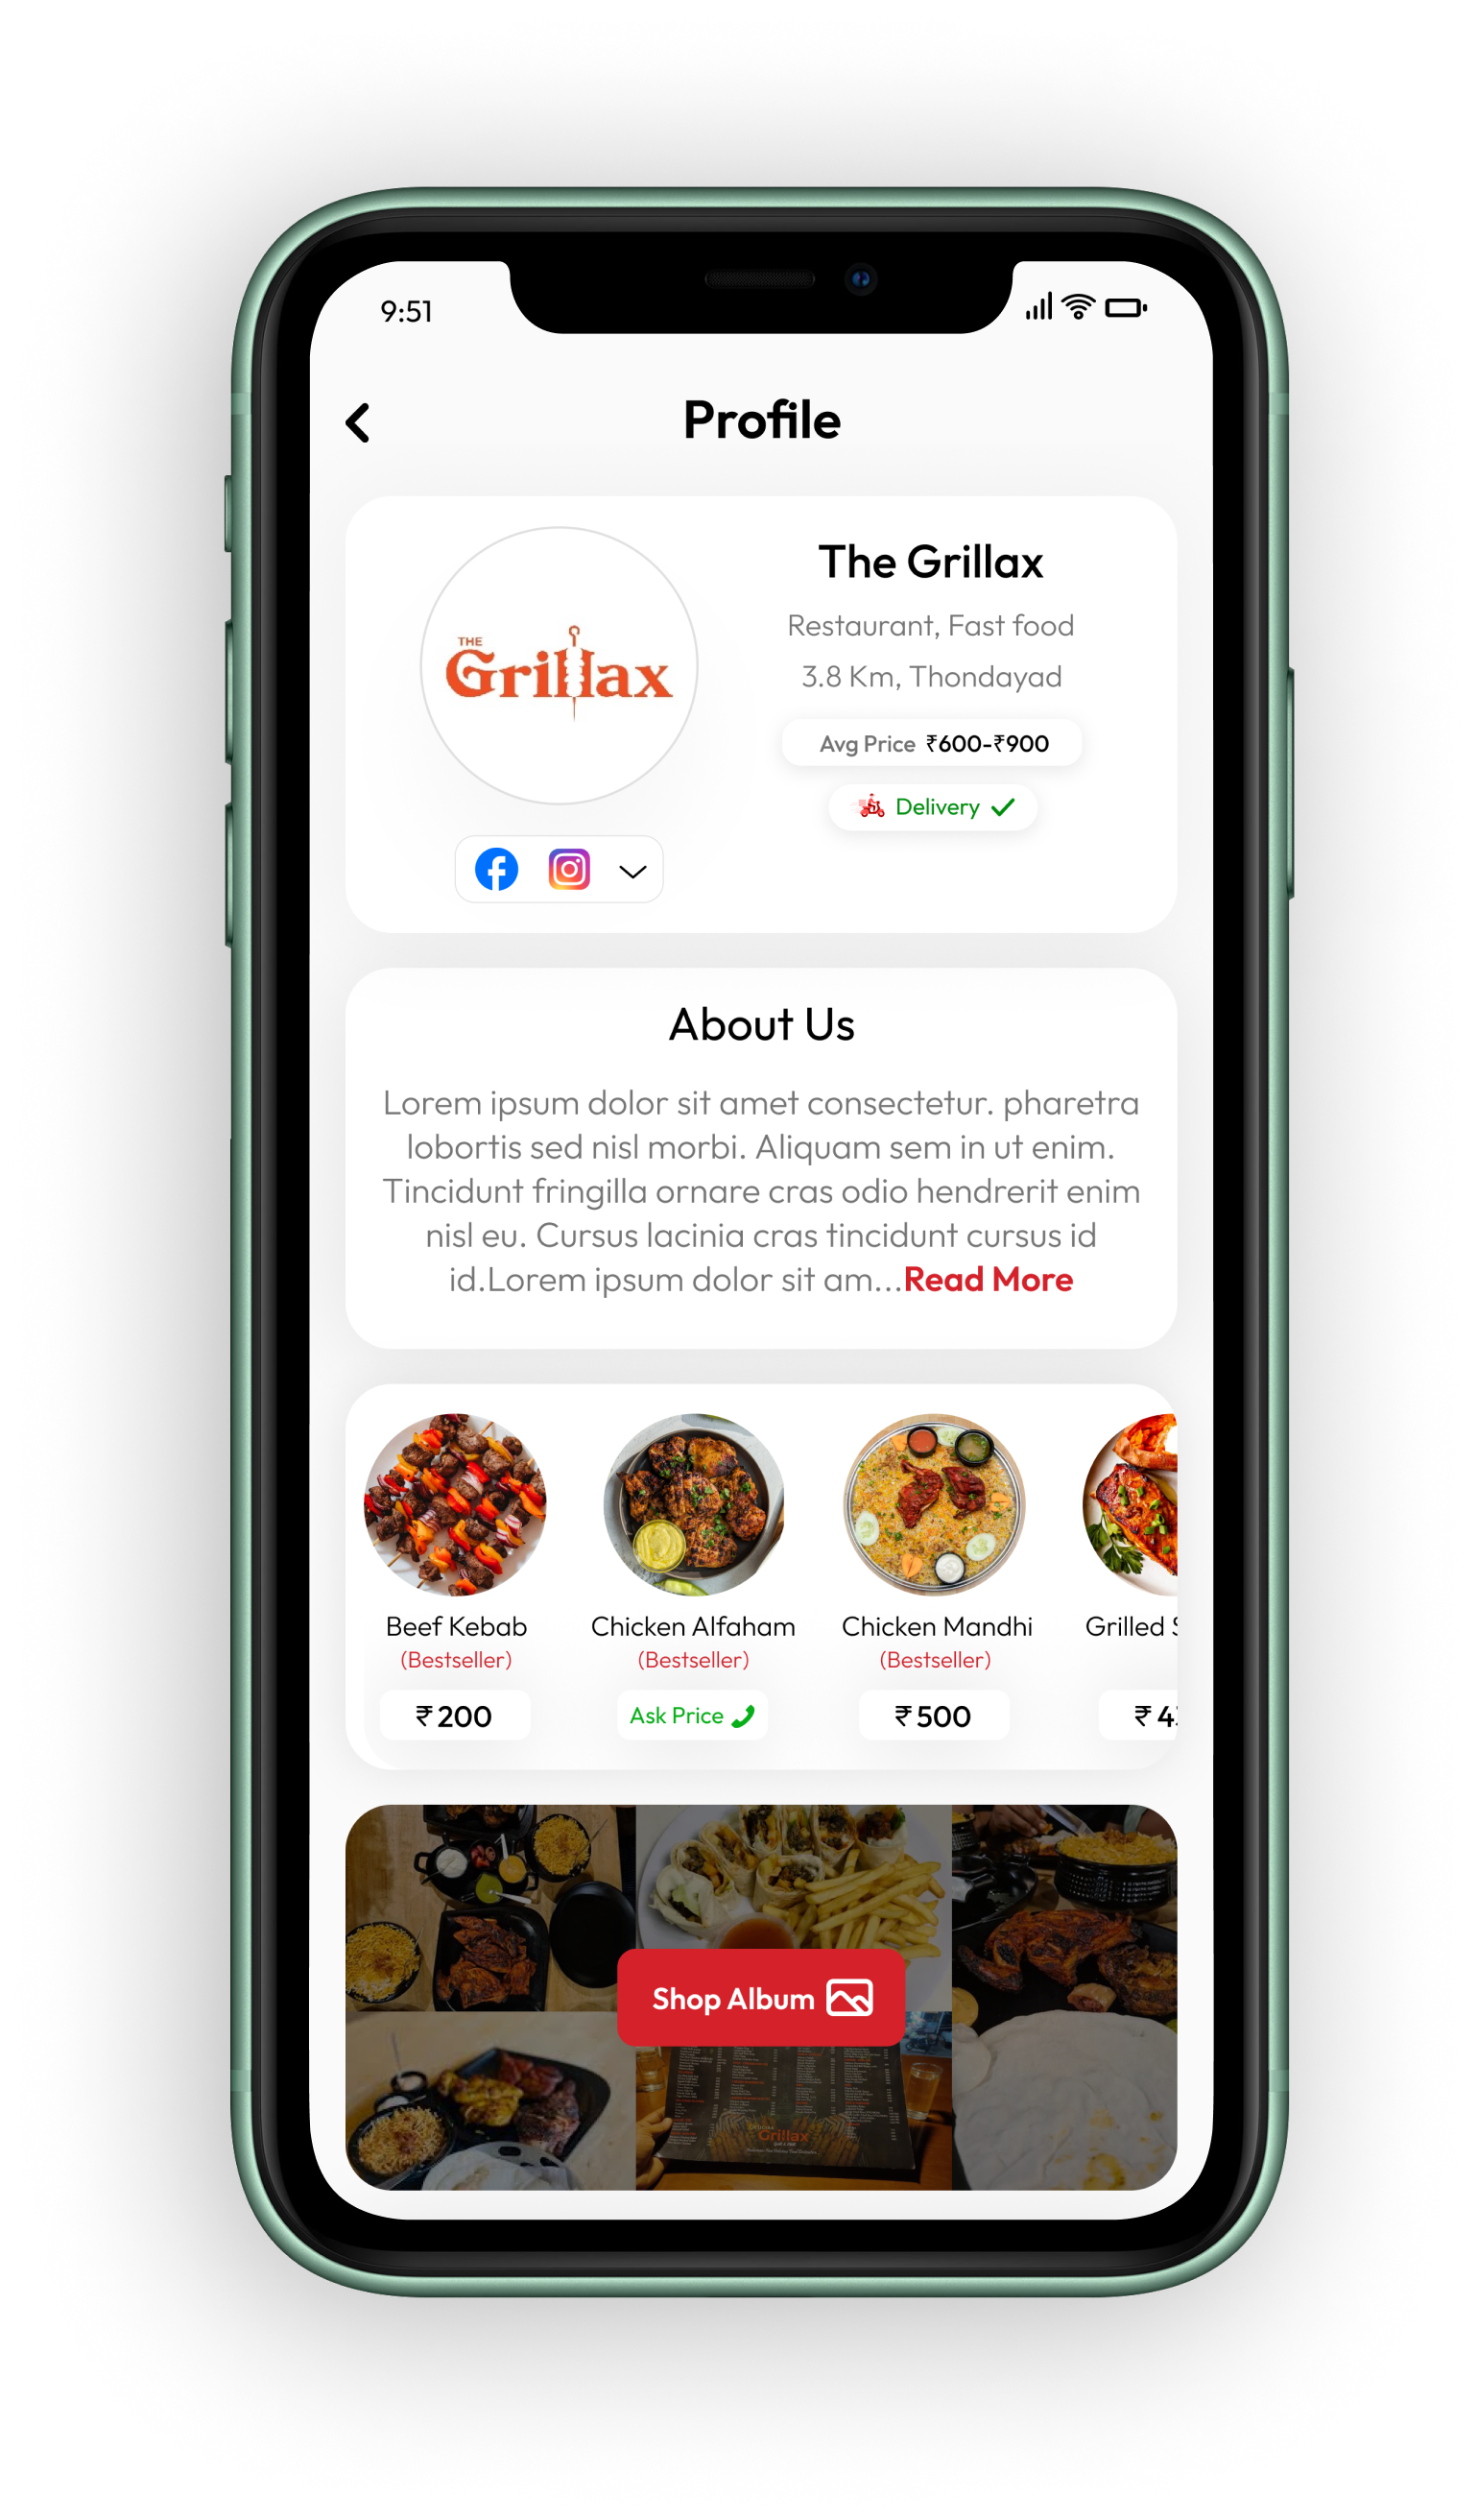 9:51
Profile
THE
Grillax
The Grillax
Restaurant, Fast food
3.8 Km, Thondayad
Avg Price ₹600-₹900
Delivery
About Us
Lorem ipsum dolor sit amet consectetur. pharetra
lobortis sed nisl morbi. Aliquam sem in ut enim.
Tincidunt fringilla ornare cras odio hendrerit enim
nisl eu. Cursus lacinia cras tincidunt cursus id
id.Lorem ipsum dolor sit am...Read More
Beef Kebab
(Bestseller)
₹ 200
Chicken Alfaham
(Bestseller)
Ask Price
Chicken Mandhi
(Bestseller)
₹ 500
Grilled
₹ 4
Shop Album
Grillax